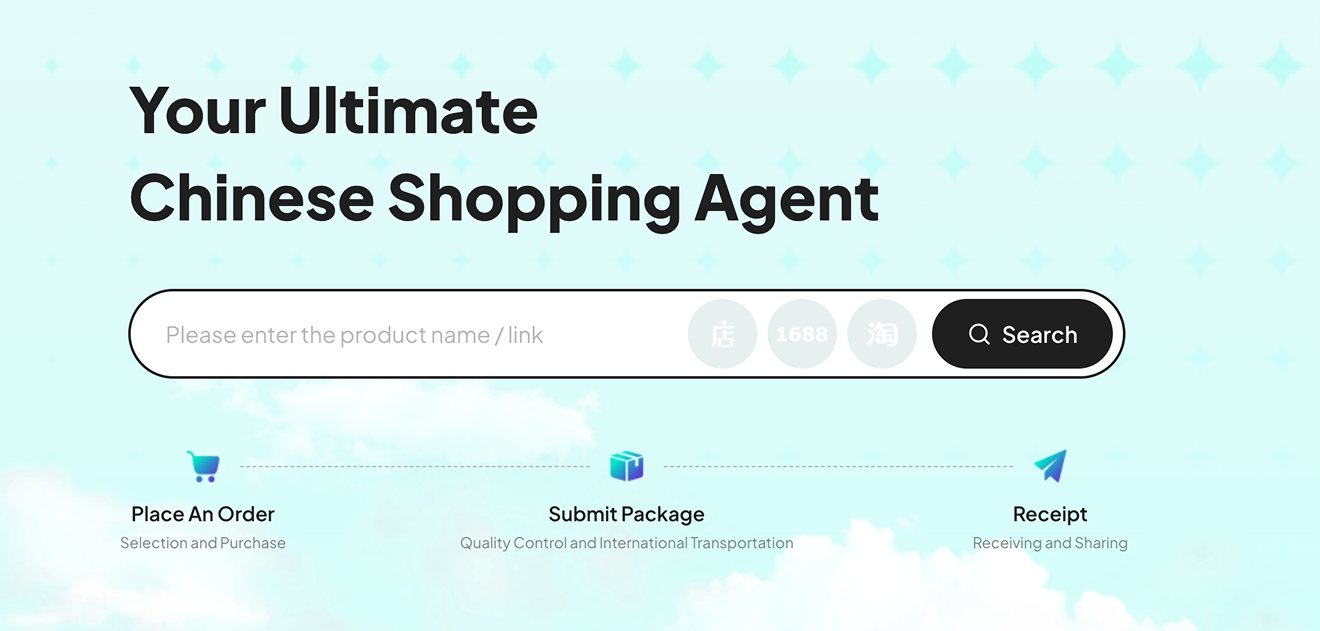 Your Ultimate
Chinese Shopping Agent
Please enter the product name / link
店
1688
淘
Search
Place An Order
Submit Package
Receipt
Selection and Purchase
Quality Control and International Transportation
Receiving and Sharing